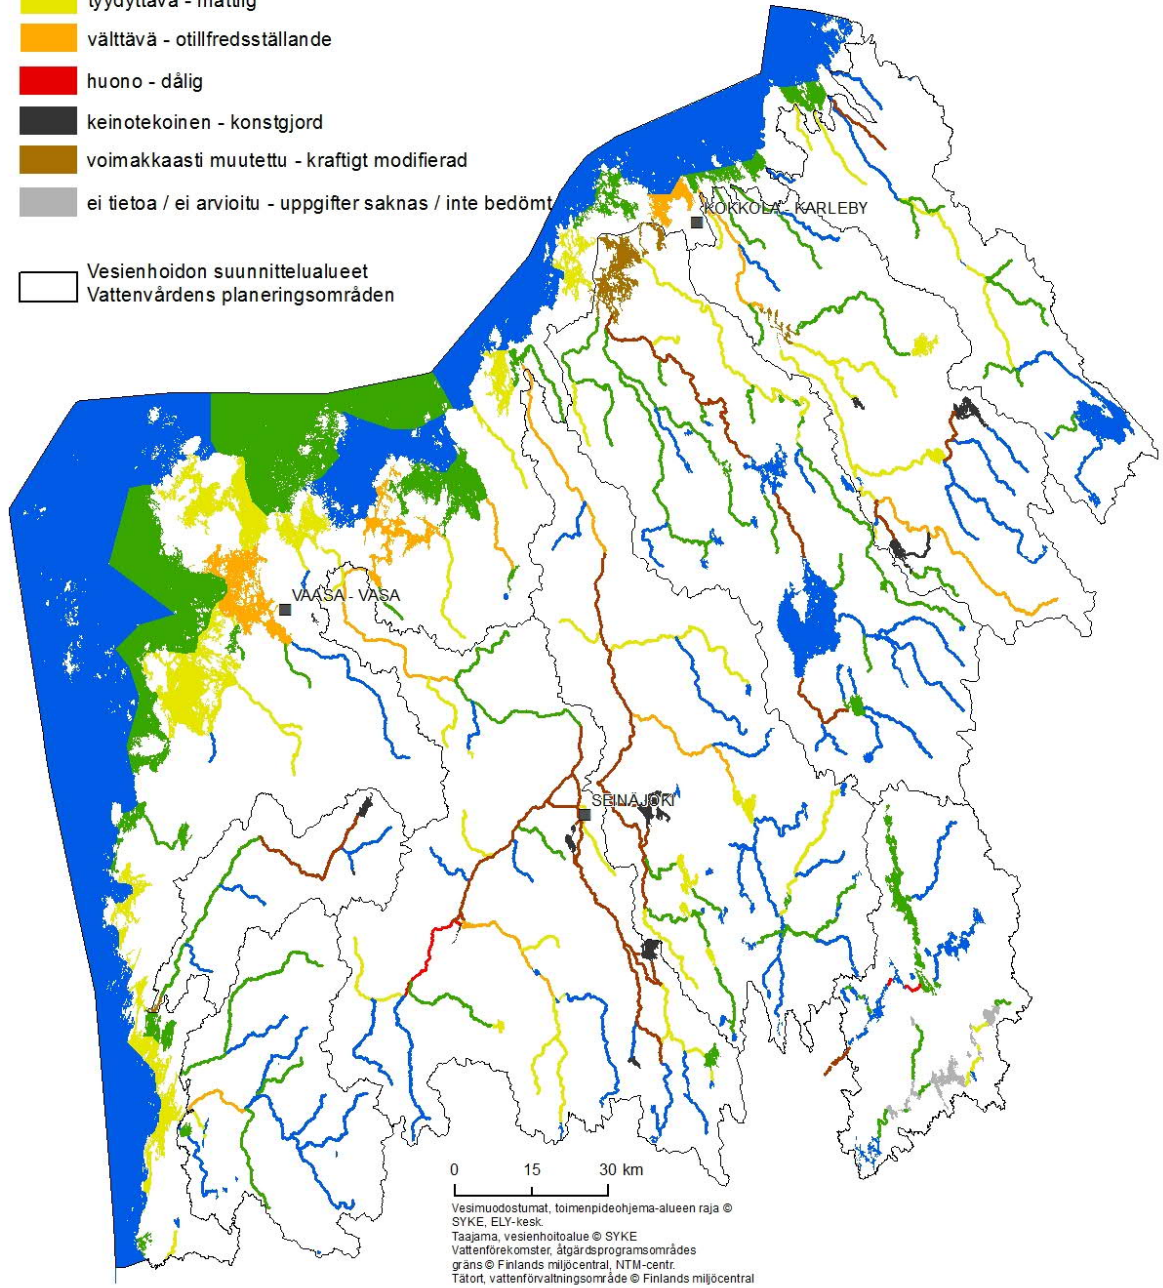 tyydyttävä - måttlig
välttävä - otillfredsställande
huono - dålig
keinotekoinen - konstgjord
voimakkaasti muutettu - kraftigt modifierad
ei tietoa / ei arvioitu - uppgifter saknas / inte bedömt
Vesienhoidon suunnittelualueet
Vattenvårdens planeringsområden
KOKKOLA - KARLEBY
VAASA - VASA
SEINÄJOKI
0 15 30 km
Vesimuodostumat, toimenpideohjema-alueen raja ©
SYKE, ELY-kesk.
Taajama, vesienhoitoalue © SYKE
Vattenförekomster, åtgärdsprogramsområdes
gräns © Finlands miljöcentral, NTM-centr.
Tätort, vattenförvaltningsområde © Finlands miljöcentral